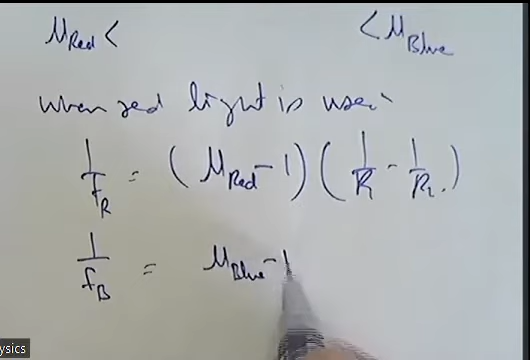 μRed < < μBlue
when red light is used
1/fR = (μRed - 1) (1/R1 - 1/R2)
1/fB = μBlue - 1
ysics